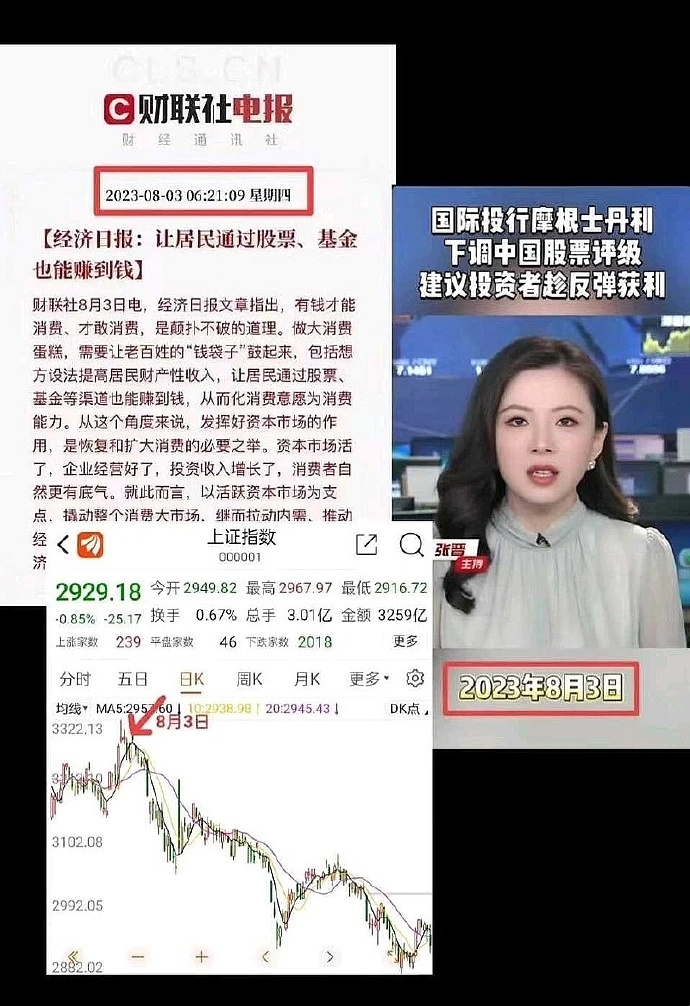 CLS.CN
财联社电报
财经通讯社
2023-08-03 06:21:09 星期四
【经济日报：让居民通过股票、基金
也能赚到钱】
财联社8月3日电，经济日报文章指出，有钱才能
消费、才敢消费，是颠扑不破的道理。做大消费
蛋糕，需要让老百姓的“钱袋子”鼓起来，包括想
方设法提高居民财产性收入，让居民通过股票、
基金等渠道也能赚到钱，从而化消费意愿为消费
能力。从这个角度来说，发挥好资本市场的作
用，是恢复和扩大消费的必要之举。资本市场活
了，企业经营好了，投资收入增长了，消费者自
然更有底气。就此而言，以活跃资本市场为支
点，撬动整个消费大市场，继而拉动内需、推动
经
济
国际投行摩根士丹利
下调中国股票评级
建议投资者趁反弹获利
7.1461
张晋
主持
2023年8月3日
上证指数
000001
2929.18 今开 2949.82 最高 2967.97 最低 2916.72
-0.85% -25.17 换手 0.67% 总手 3.01亿 金额 3259亿
上涨家数 239 平盘家数 46 下跌家数 2018 更多
分时 五日 日K 周K 月K 更多
均线 MA5:2957.60↓ 10:2938.98↑ 20:2945.43↓ DK点
8月3日
3322.13
3102.08
2992.05
2882.02